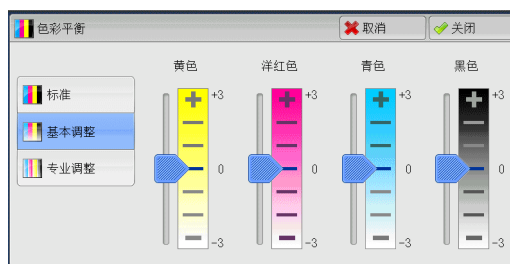 色彩平衡
取消
关闭
黄色 洋红色 青色 黑色
标准
基本调整
专业调整
+3 +3 +3 +3
0 0 0 0
-3 -3 -3 -3